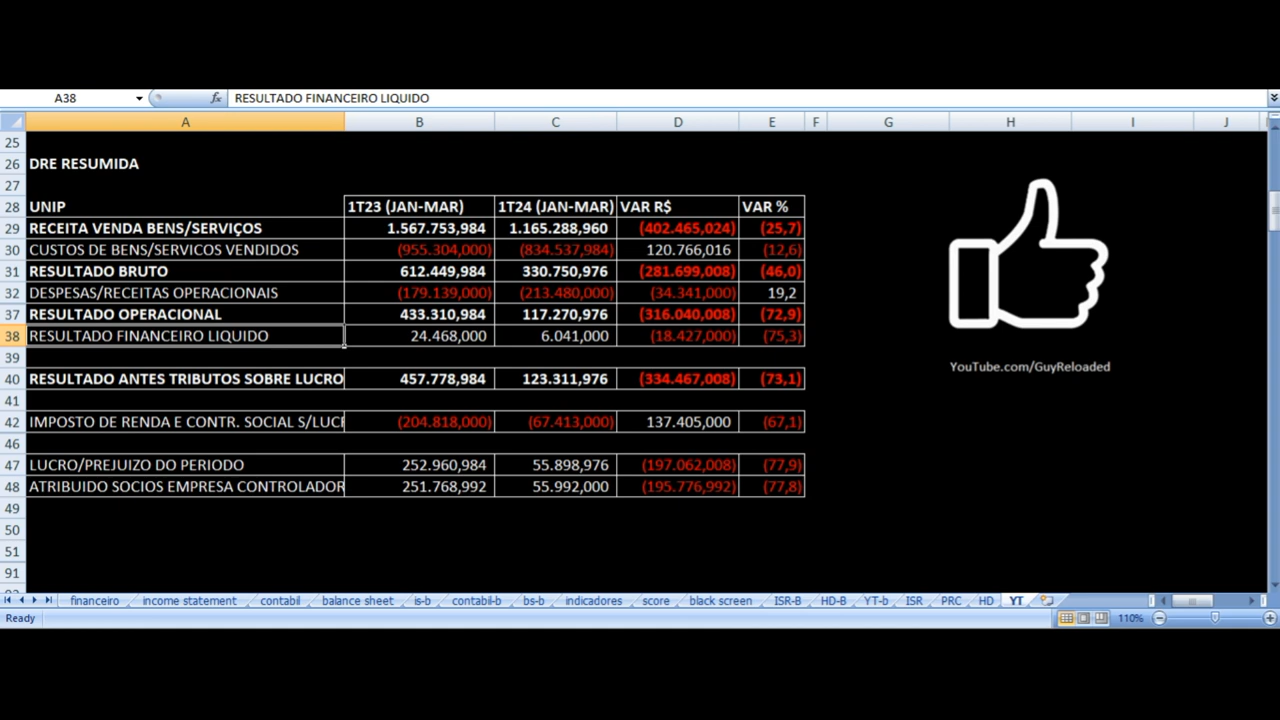 A38 fx RESULTADO FINANCEIRO LIQUIDO
A B C D E F G H I J
25
26 DRE RESUMIDA
27
28 UNIP 1T23 (JAN-MAR) 1T24 (JAN-MAR) VAR R$ VAR %
29 RECEITA VENDA BENS/SERVIÇOS 1.567.753,984 1.165.288,960 (402.465,024) (25,7)
30 CUSTOS DE BENS/SERVICOS VENDIDOS (955.304,000) (834.537,984) 120.766,016 (12,6)
31 RESULTADO BRUTO 612.449,984 330.750,976 (281.699,008) (46,0)
32 DESPESAS/RECEITAS OPERACIONAIS (179.139,000) (213.480,000) (34.341,000) 19,2
37 RESULTADO OPERACIONAL 433.310,984 117.270,976 (316.040,008) (72,9)
38 RESULTADO FINANCEIRO LIQUIDO 24.468,000 6.041,000 (18.427,000) (75,3)
39
YouTube.com/GuyReloaded
40 RESULTADO ANTES TRIBUTOS SOBRE LUCRO 457.778,984 123.311,976 (334.467,008) (73,1)
41
42 IMPOSTO DE RENDA E CONTR. SOCIAL S/LUC (204.818,000) (67.413,000) 137.405,000 (67,1)
46
47 LUCRO/PREJUIZO DO PERIODO 252.960,984 55.898,976 (197.062,008) (77,9)
48 ATRIBUIDO SOCIOS EMPRESA CONTROLADOR 251.768,992 55.992,000 (195.776,992) (77,8)
49
50
51
91
financeiro income statement contabil balance sheet is-b contabil-b bs-b indicadores score black screen ISR-B HD-B YT-b ISR PRC HD YT
Ready 110%